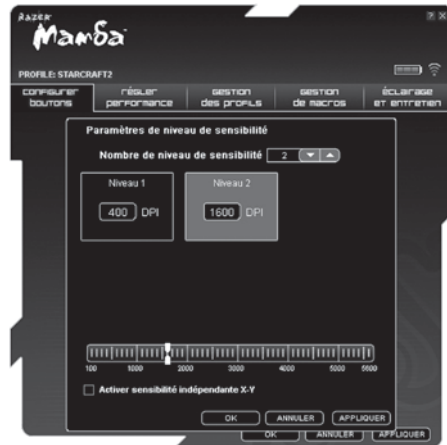 RAZER
Mamba
? X
PROFILE: STARCRAFT2
CONFIGURER BOUTONS
RÉGLER PERFORMANCE
GESTION DES PROFILS
GESTION DE MACROS
ÉCLAIRAGE ET ENTRETIEN
Paramètres de niveau de sensibilité
Nombre de niveau de sensibilité 2
Niveau 1
400 DPI
Niveau 2
1600 DPI
100 1000 2000 3000 4000 5000 5600
Activer sensibilité indépendante X-Y
OK ANNULER APPLIQUER
OK ANNULER APPLIQUER